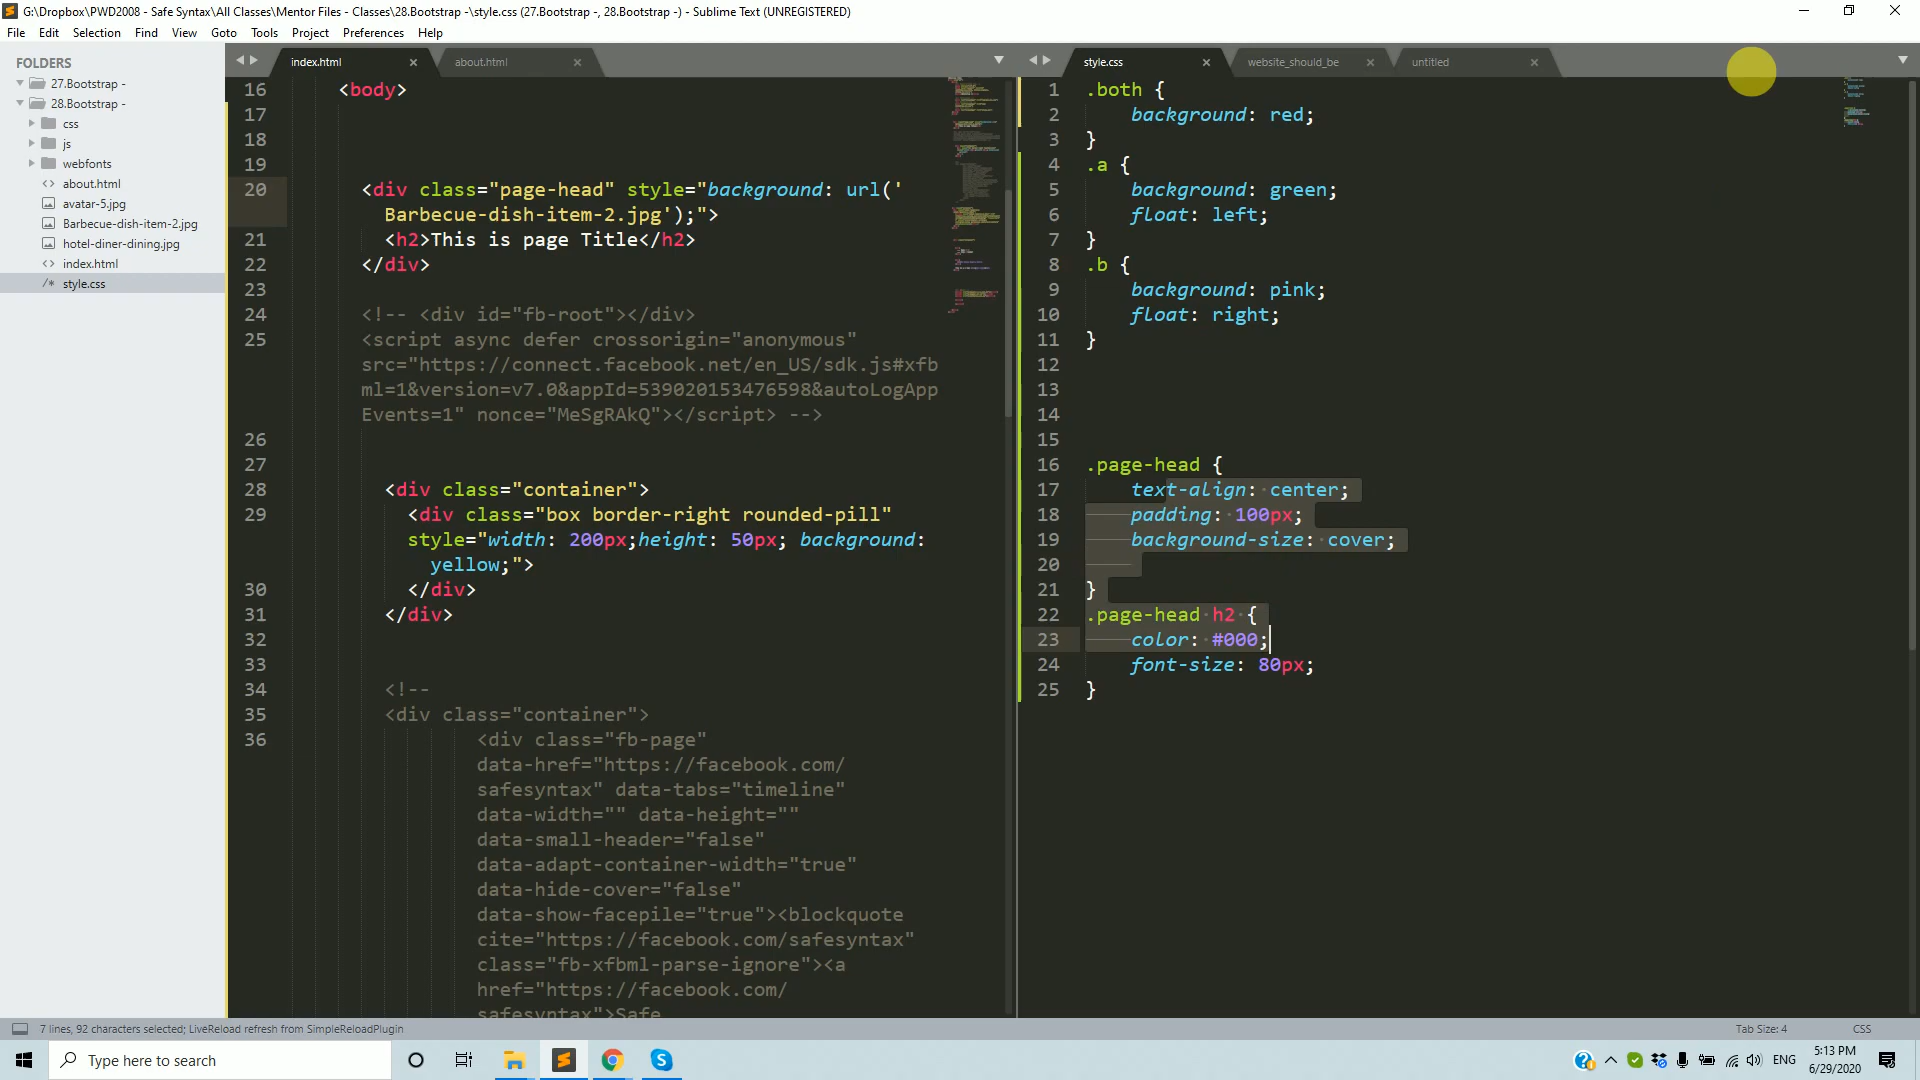 G:\Dropbox\PWD2008 - Safe Syntax\All Classes\Mentor Files - Classes\28.Bootstrap -\style.css (27.Bootstrap -, 28.Bootstrap -) - Sublime Text (UNREGISTERED)
File Edit Selection Find View Goto Tools Project Preferences Help
FOLDERS
27.Bootstrap -
28.Bootstrap -
css
js
webfonts
about.html
avatar-5.jpg
Barbecue-dish-item-2.jpg
hotel-diner-dining.jpg
index.html
style.css
index.html about.html
16 <body>
17
18
19
20 <div class="page-head" style="background: url('
Barbecue-dish-item-2.jpg');">
21 <h2>This is page Title</h2>
22 </div>
23
24 <!-- <div id="fb-root"></div>
25 <script async defer crossorigin="anonymous"
src="https://connect.facebook.net/en_US/sdk.js#xfb
ml=1&version=v7.0&appId=539020153476598&autoLogApp
Events=1" nonce="MeSgRAkQ"></script> -->
26
27
28 <div class="container">
29 <div class="box border-right rounded-pill"
style="width: 200px;height: 50px; background:
yellow;">
30 </div>
31 </div>
32
33
34 <!--
35 <div class="container">
36 <div class="fb-page"
data-href="https://facebook.com/
safesyntax" data-tabs="timeline"
data-width="" data-height=""
data-small-header="false"
data-adapt-container-width="true"
data-hide-cover="false"
data-show-facepile="true"><blockquote
cite="https://facebook.com/safesyntax"
class="fb-xfbml-parse-ignore"><a
href="https://facebook.com/
safesyntax">Safe
style.css website_should_be untitled
1 .both {
2 background: red;
3 }
4 .a {
5 background: green;
6 float: left;
7 }
8 .b {
9 background: pink;
10 float: right;
11 }
12
13
14
15
16 .page-head {
17 text-align: center;
18 padding: 100px;
19 background-size: cover;
20
21 }
22 .page-head h2 {
23 color: #000;
24 font-size: 80px;
25 }
7 lines, 92 characters selected; LiveReload refresh from SimpleReloadPlugin
Tab Size: 4 CSS
Type here to search
ENG
5:13 PM
6/29/2020